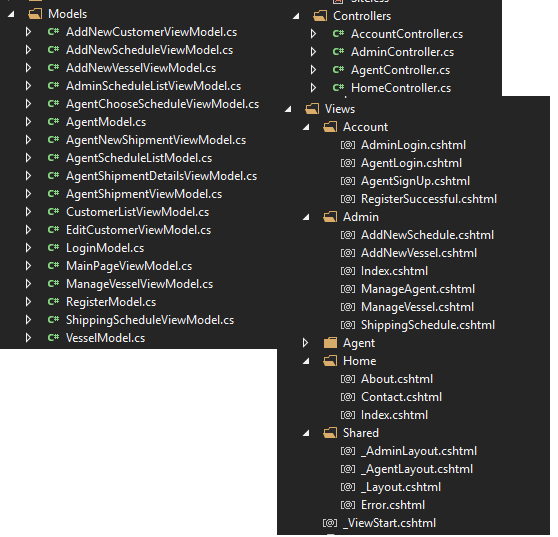 Models
AddNewCustomerViewModel.cs
AddNewScheduleViewModel.cs
AddNewVesselViewModel.cs
AdminScheduleListViewModel.cs
AgentChooseScheduleViewModel.cs
AgentModel.cs
AgentNewShipmentViewModel.cs
AgentScheduleListModel.cs
AgentShipmentDetailsViewModel.cs
AgentShipmentViewModel.cs
CustomerListViewModel.cs
EditCustomerViewModel.cs
LoginModel.cs
MainPageViewModel.cs
ManageVesselViewModel.cs
RegisterModel.cs
ShippingScheduleViewModel.cs
VesselModel.cs
Controllers
AccountController.cs
AdminController.cs
AgentController.cs
HomeController.cs
Views
Account
AdminLogin.cshtml
AgentLogin.cshtml
AgentSignUp.cshtml
RegisterSuccessful.cshtml
Admin
AddNewSchedule.cshtml
AddNewVessel.cshtml
Index.cshtml
ManageAgent.cshtml
ManageVessel.cshtml
ShippingSchedule.cshtml
Agent
Home
About.cshtml
Contact.cshtml
Index.cshtml
Shared
_AdminLayout.cshtml
_AgentLayout.cshtml
_Layout.cshtml
Error.cshtml
_ViewStart.cshtml